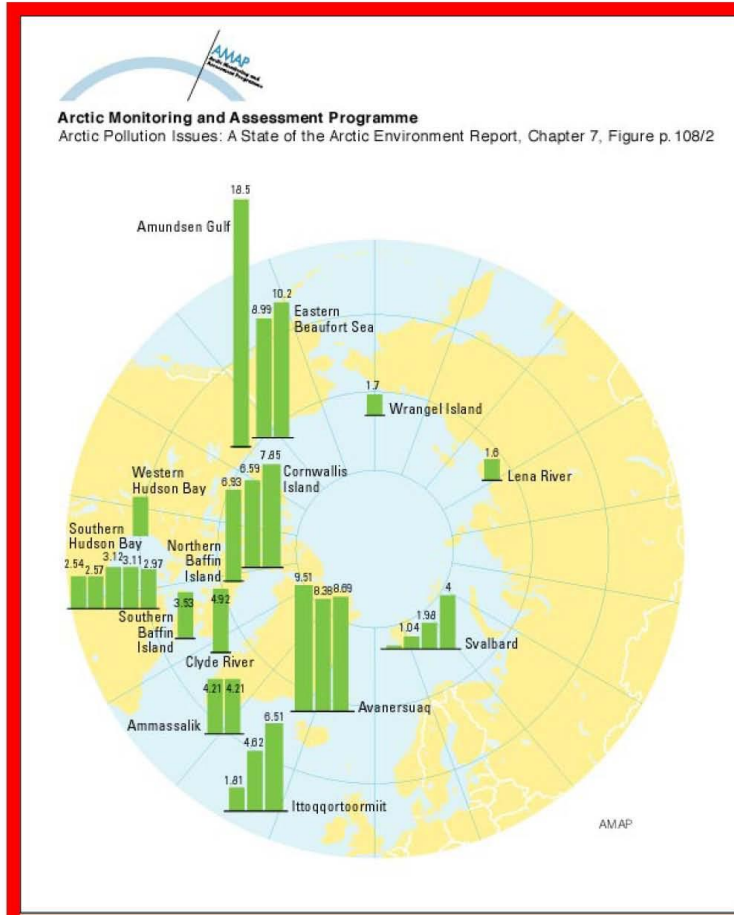 AMAP
Arctic Monitoring and
Assessment Programme
Arctic Monitoring and Assessment Programme
Arctic Pollution Issues: A State of the Arctic Environment Report, Chapter 7, Figure p. 108/2
18.5
Amundsen Gulf
10.2
8.99
Eastern
Beaufort Sea
1.7
Wrangel Island
1.6
Lena River
7.85
6.59
6.93
Cornwallis
Island
Western
Hudson Bay
Southern
Hudson Bay
Northern
Baffin
Island
2.54 2.57 3.12 3.11 2.97
3.53
4.92
Southern
Baffin
Island
Clyde River
9.51 8.38 8.69
4
1.04 1.98
Svalbard
4.21 4.21
Ammassalik
Avanersuaq
6.51
4.62
1.81
Ittoqqortoormiit
AMAP